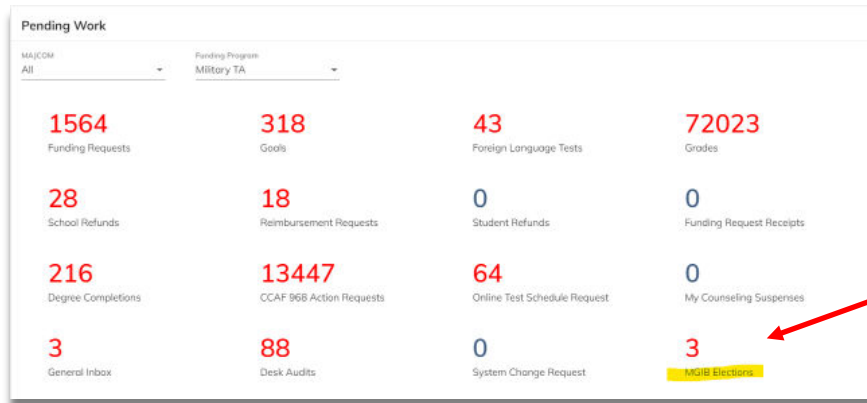 Pending Work
MAJCOM Funding Program
All Military TA
1564 318 43 72023
Funding Requests Goals Foreign Language Tests Grades
28 18 0 0
School Refunds Reimbursement Requests Student Refunds Funding Request Receipts
216 13447 64 0
Degree Completions CCAF 968 Action Requests Online Test Schedule Request My Counseling Suspenses
3 88 0 3
General Inbox Desk Audits System Change Request MGIB Elections